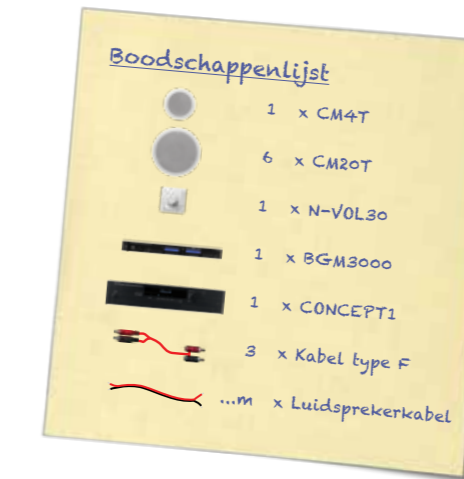 Boodschappenlijst
1 x CM4T
6 x CM20T
1 x N-VOL30
1 x BGM3000
1 x CONCEPT1
3 x Kabel type F
...m x Luidsprekerkabel